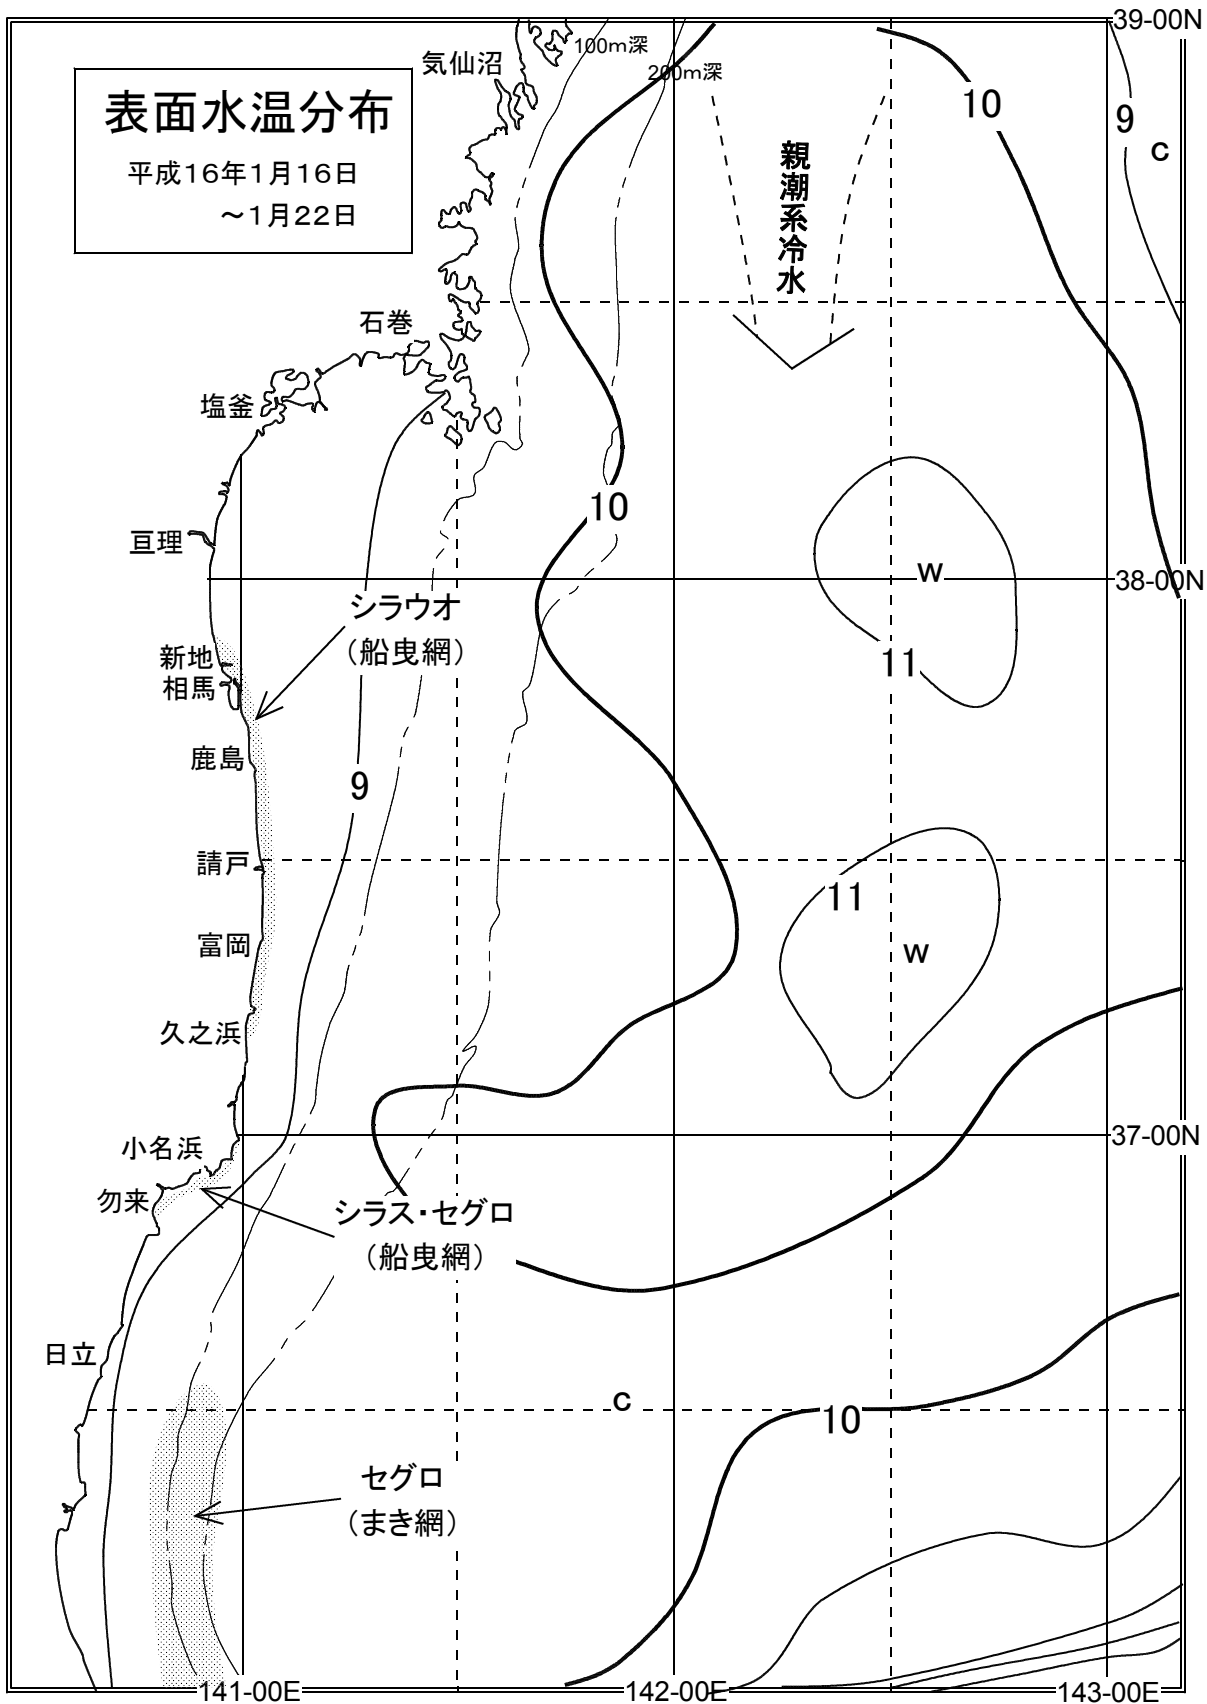 39-00N
100m深
気仙沼
200m深
表面水温分布
平成16年1月16日
～1月22日
10
9
C
親潮系冷水
石巻
塩釜
10
亘理
W
38-00N
シラウオ
（船曳網）
新地
相馬
11
鹿島
9
請戸
11
富岡
W
久之浜
小名浜
37-00N
勿来
シラス・セグロ
（船曳網）
日立
C
10
セグロ
（まき網）
141-00E
142-00E
143-00E